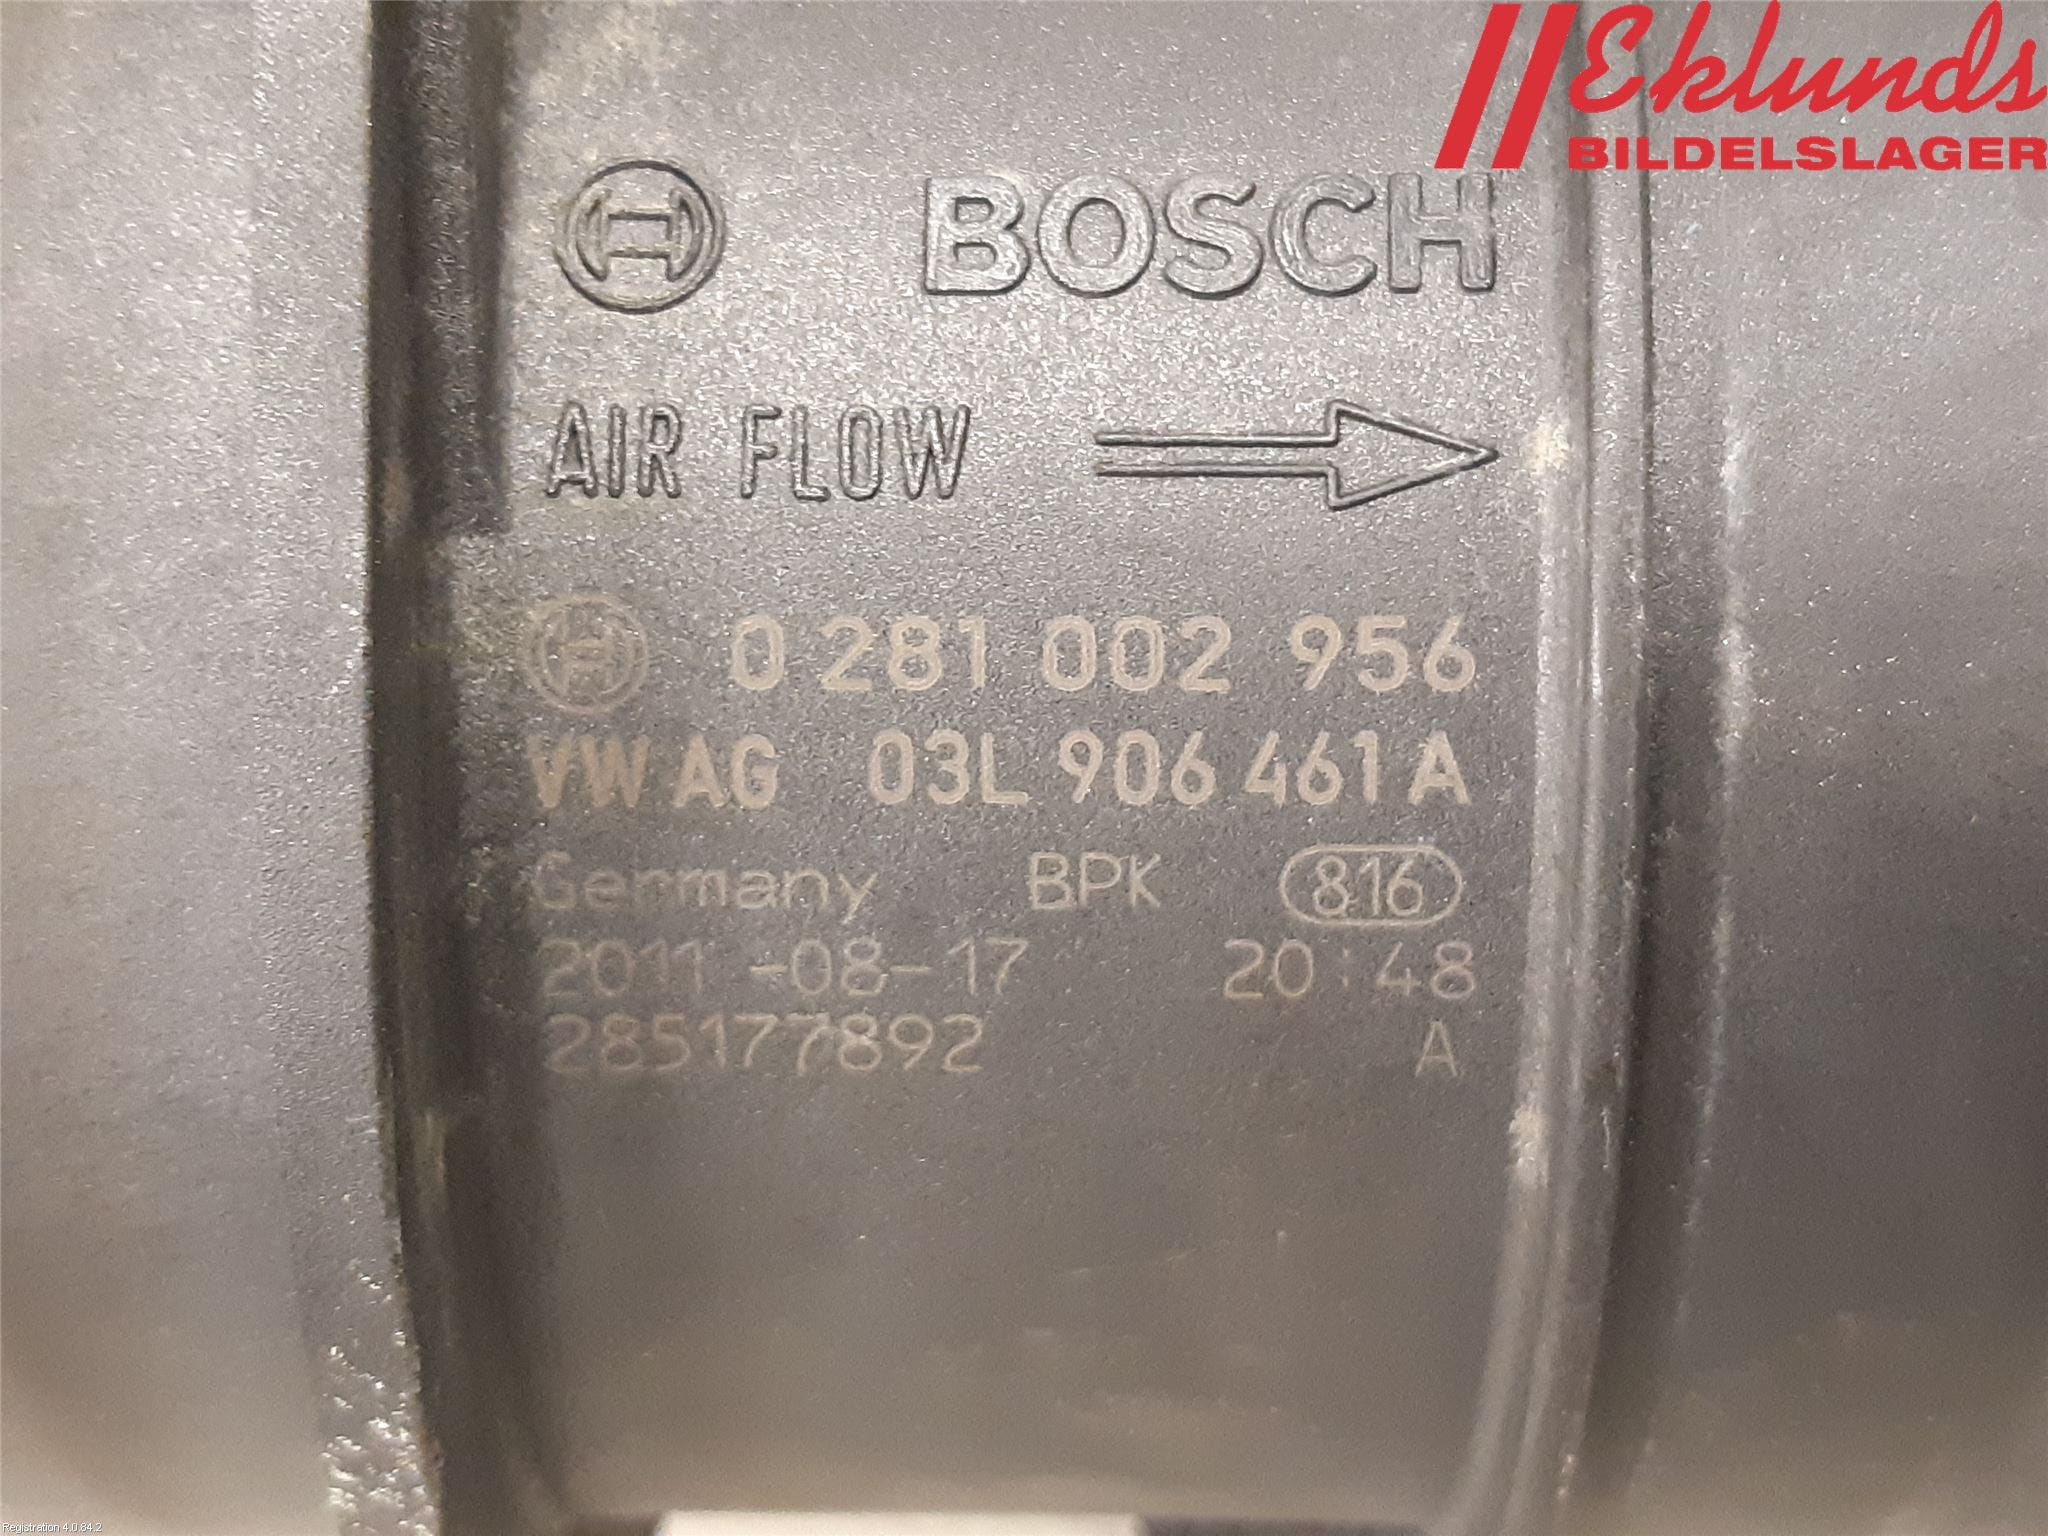 Eklunds
BILDELSLAGER
BOSCH
AIR FLOW
0 281 002 956
VW AG 03L 906 461 A
Germany BPK 816
2011-08-17 20:48
285177892 A
Registration 4.0.84.2